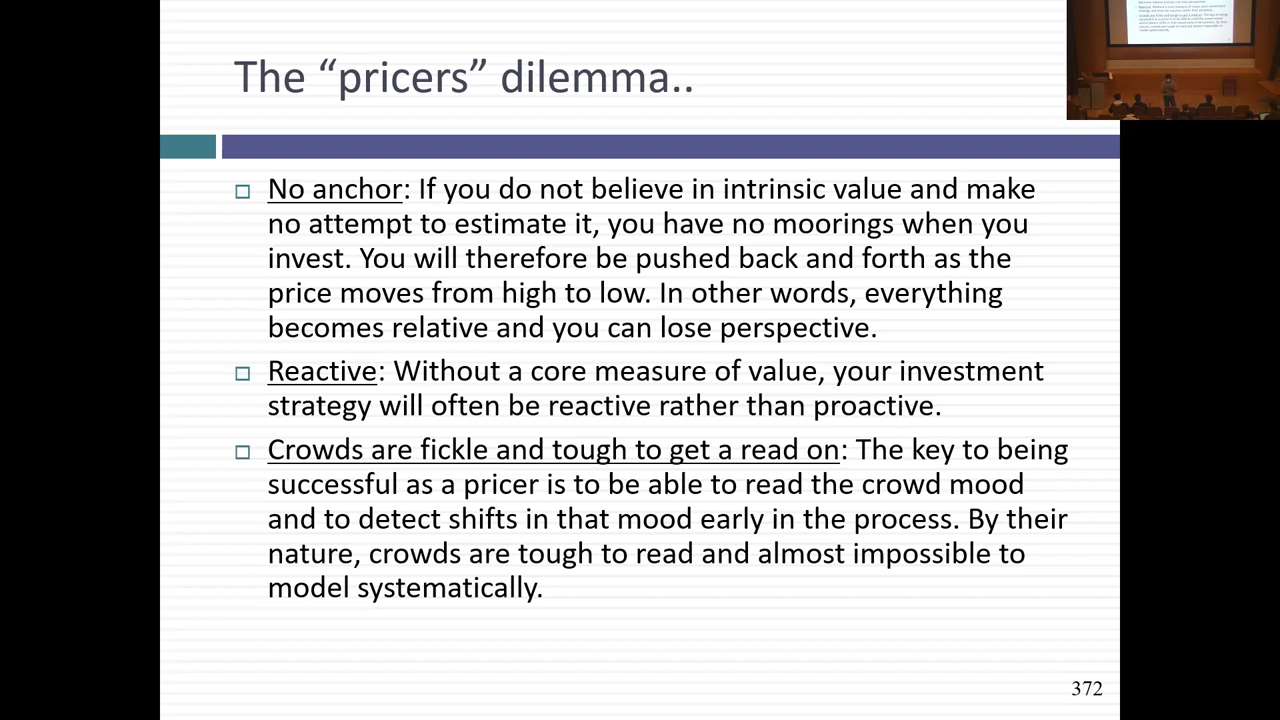 The “pricers” dilemma..
No anchor: If you do not believe in intrinsic value and make
no attempt to estimate it, you have no moorings when you
invest. You will therefore be pushed back and forth as the
price moves from high to low. In other words, everything
becomes relative and you can lose perspective.
Reactive: Without a core measure of value, your investment
strategy will often be reactive rather than proactive.
Crowds are fickle and tough to get a read on: The key to being
successful as a pricer is to be able to read the crowd mood
and to detect shifts in that mood early in the process. By their
nature, crowds are tough to read and almost impossible to
model systematically.
372